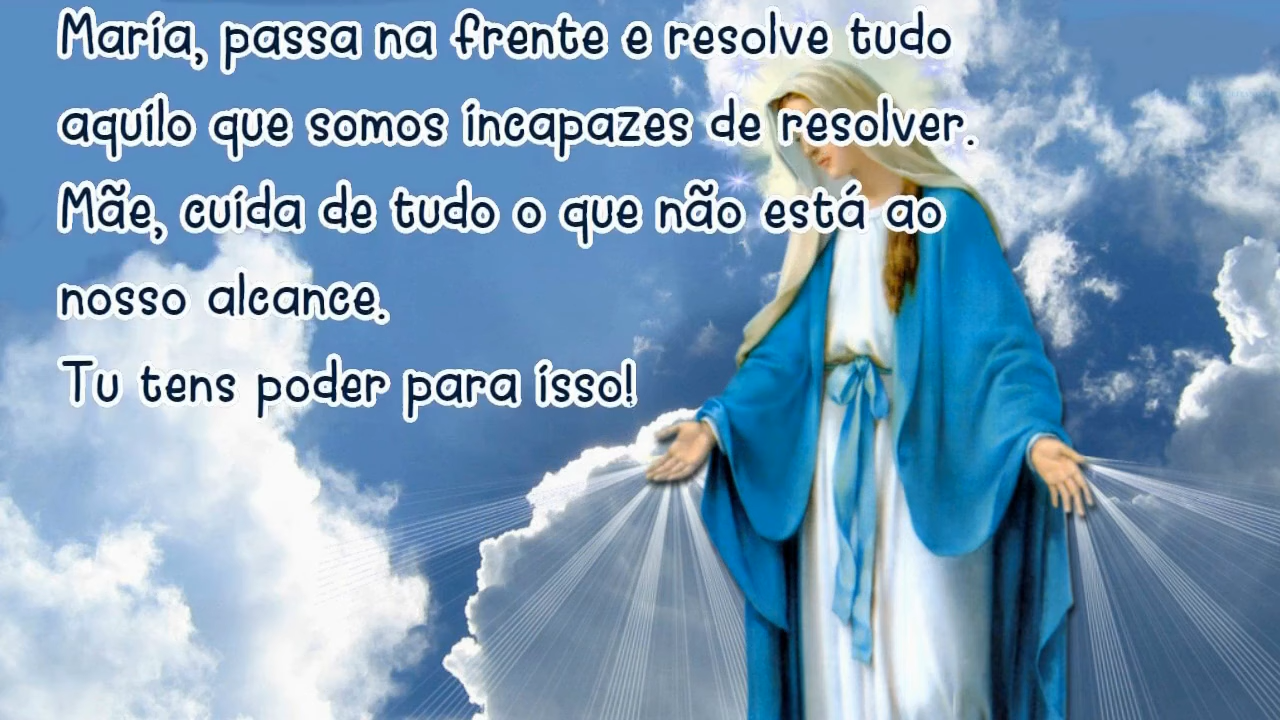 Maria, passa na frente e resolve tudo
aquilo que somos incapazes de resolver.
Mãe, cuida de tudo o que não está ao
nosso alcance.
Tu tens poder para isso!